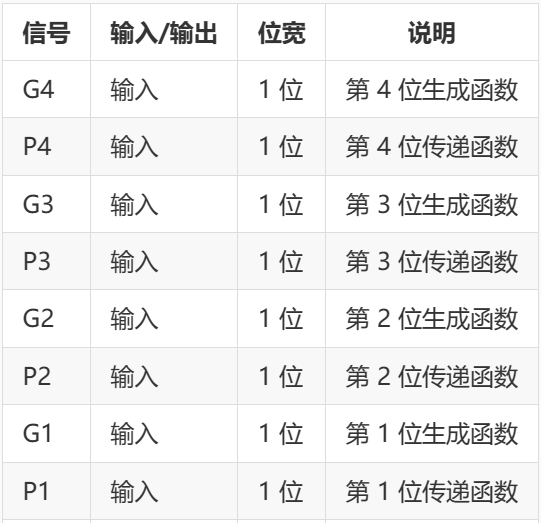 信号 输入/输出 位宽 说明
G4 输入 1 位 第 4 位生成函数
P4 输入 1 位 第 4 位传递函数
G3 输入 1 位 第 3 位生成函数
P3 输入 1 位 第 3 位传递函数
G2 输入 1 位 第 2 位生成函数
P2 输入 1 位 第 2 位传递函数
G1 输入 1 位 第 1 位生成函数
P1 输入 1 位 第 1 位传递函数